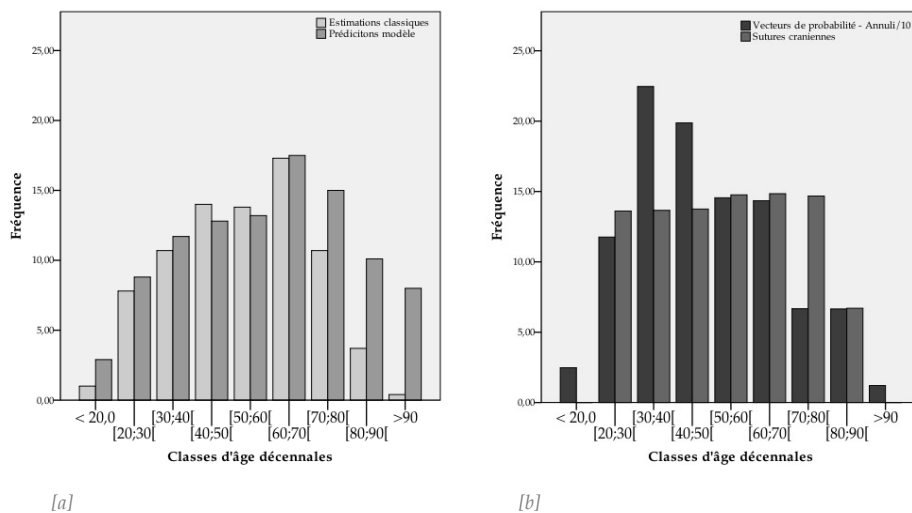 Estimations classiques
Prédicitons modèle
25,00
20,00
15,00
10,00
5,00
0,00
Fréquence
< 20,0 [30;40[ [50;60[ [70;80[ >90
[20;30[ [40;50[ [60;70[ [80;90[
Classes d'âge décennales
[a]
Vecteurs de probabilité - Annuli/10
Sutures craniennes
25,00
20,00
15,00
10,00
5,00
0,00
Fréquence
< 20,0 [30;40[ [50;60[ [70;80[ >90
[20;30[ [40;50[ [60;70[ [80;90[
Classes d'âge décennales
[b]